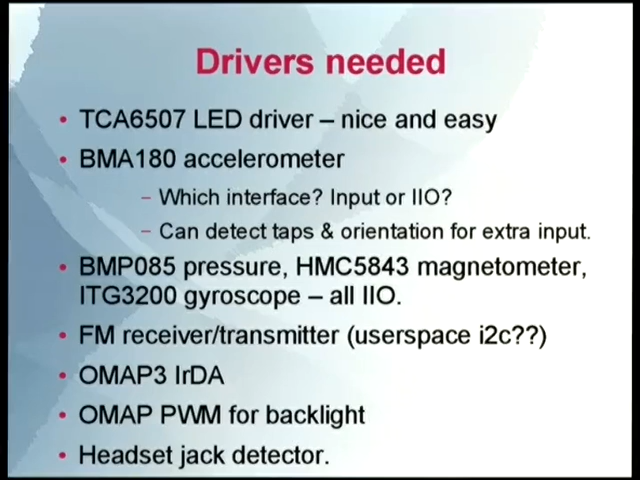 Drivers needed
• TCA6507 LED driver – nice and easy
• BMA180 accelerometer
– Which interface? Input or IIO?
– Can detect taps & orientation for extra input.
• BMP085 pressure, HMC5843 magnetometer,
ITG3200 gyroscope – all IIO.
• FM receiver/transmitter (userspace i2c??)
• OMAP3 IrDA
• OMAP PWM for backlight
• Headset jack detector.